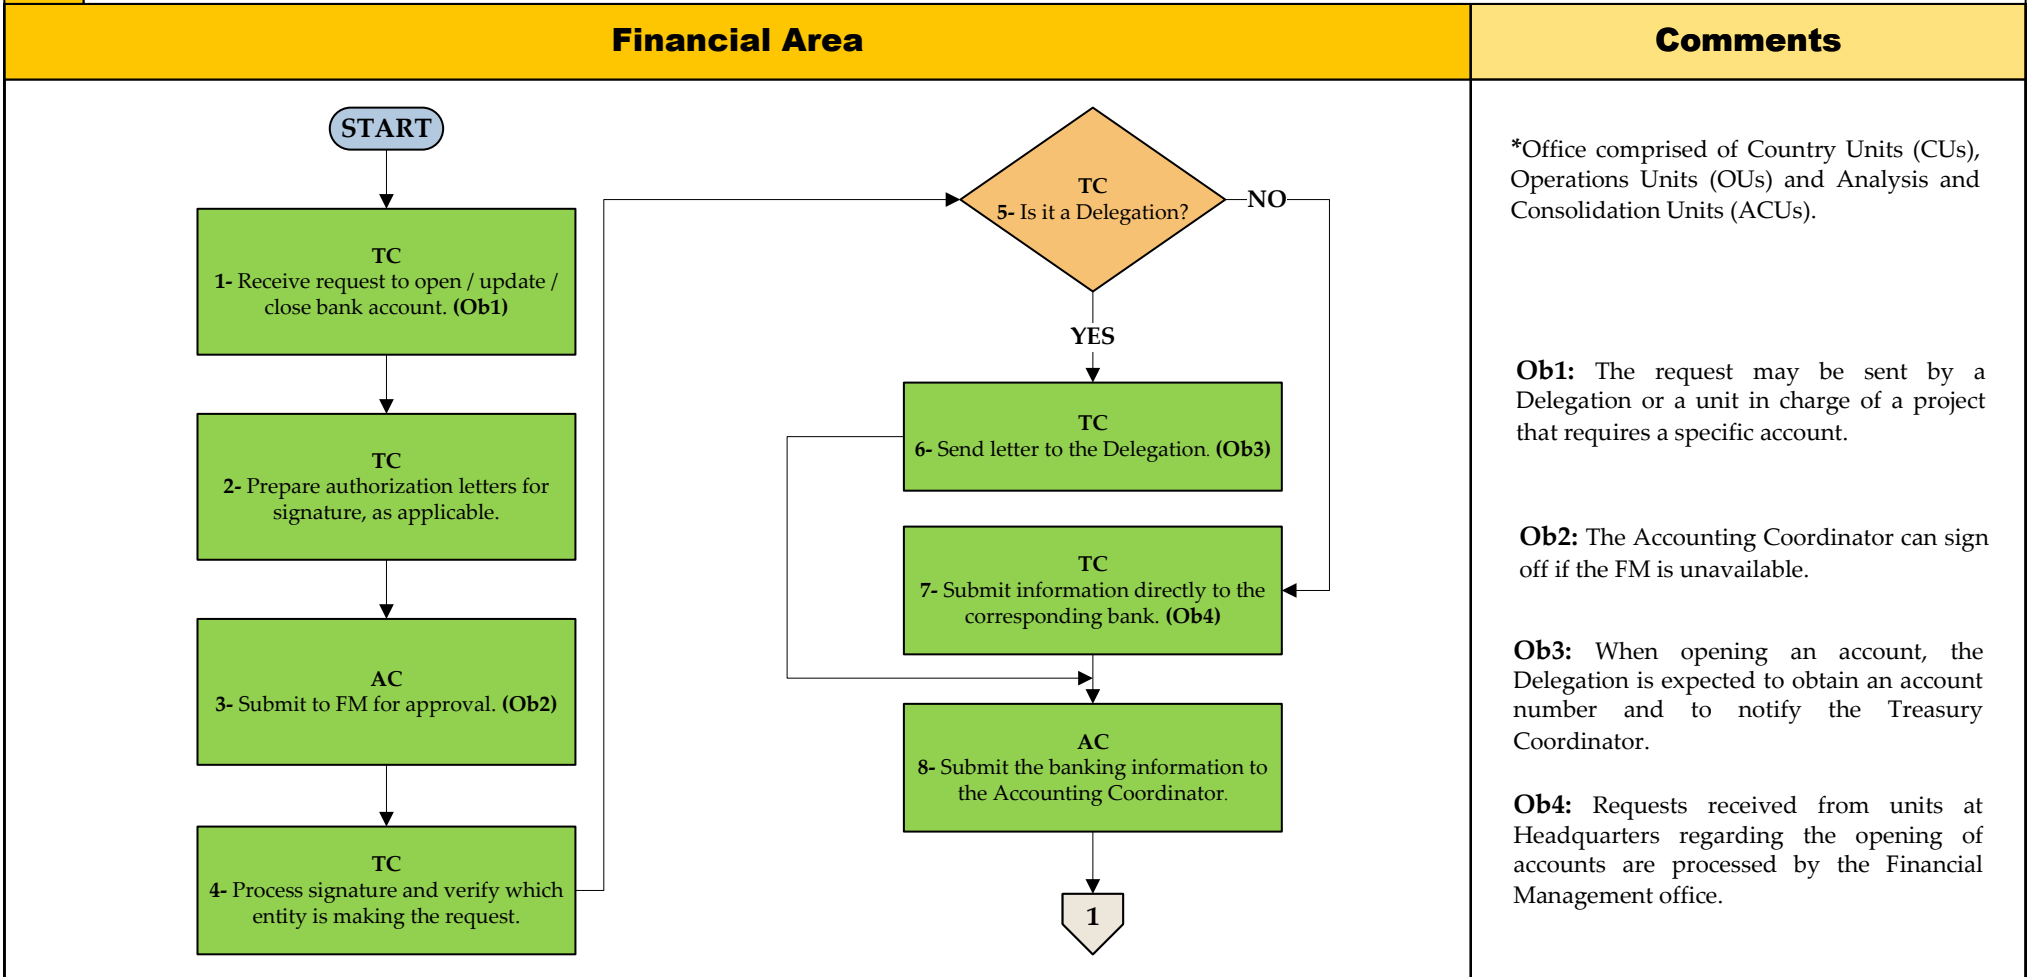 Financial Area
Comments
START
TC
1- Receive request to open / update /
close bank account. (Ob1)
TC
2- Prepare authorization letters for
signature, as applicable.
AC
3- Submit to FM for approval. (Ob2)
TC
4- Process signature and verify which
entity is making the request.
TC
5- Is it a Delegation?
NO
YES
TC
6- Send letter to the Delegation. (Ob3)
TC
7- Submit information directly to the
corresponding bank. (Ob4)
AC
8- Submit the banking information to
the Accounting Coordinator.
1
*Office comprised of Country Units (CUs),
Operations Units (OUs) and Analysis and
Consolidation Units (ACUs).
Ob1: The request may be sent by a
Delegation or a unit in charge of a project
that requires a specific account.
Ob2: The Accounting Coordinator can sign
off if the FM is unavailable.
Ob3: When opening an account, the
Delegation is expected to obtain an account
number and to notify the Treasury
Coordinator.
Ob4: Requests received from units at
Headquarters regarding the opening of
accounts are processed by the Financial
Management office.